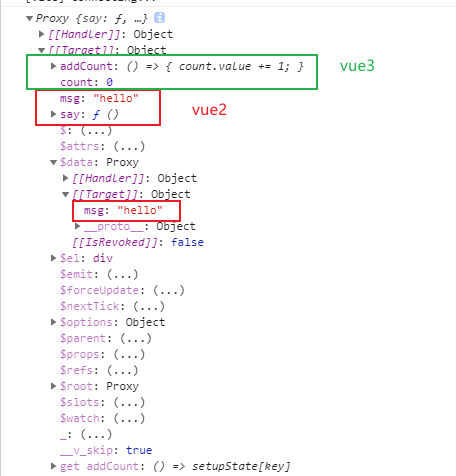 [vite] connecting...
Proxy {say: ƒ, …} i
[[Handler]]: Object
[[Target]]: Object
addCount: () => { count.value += 1; }
vue3
count: 0
msg: "hello"
vue2
say: ƒ ()
$: (...)
$attrs: (...)
$data: Proxy
[[Handler]]: Object
[[Target]]: Object
msg: "hello"
__proto__: Object
[[IsRevoked]]: false
$el: div
$emit: (...)
$forceUpdate: (...)
$nextTick: (...)
$options: Object
$parent: (...)
$props: (...)
$refs: (...)
$root: Proxy
$slots: (...)
$watch: (...)
_: (...)
__v_skip: true
get addCount: () => setupState[key]